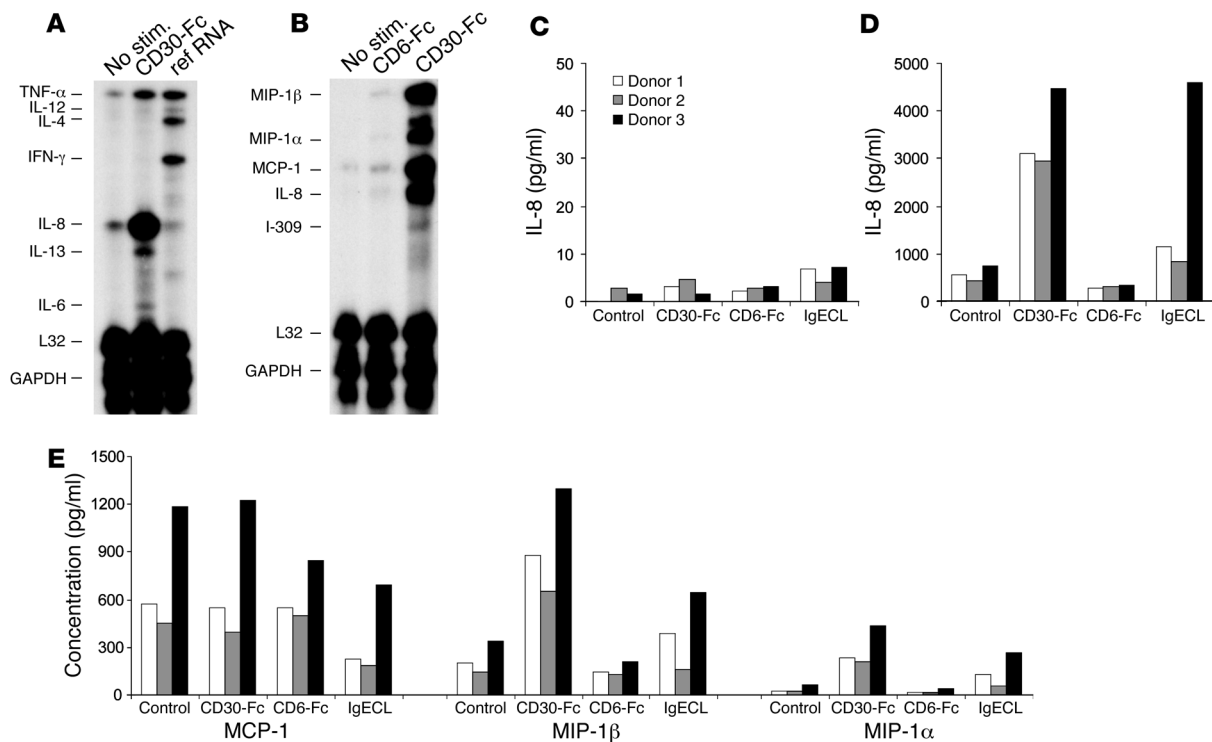 A
No stim.
CD30-Fc
ref RNA
TNF-α
IL-12
IL-4
IFN-γ
IL-8
IL-13
IL-6
L32
GAPDH
B
No stim.
CD6-Fc
CD30-Fc
MIP-1β
MIP-1α
MCP-1
IL-8
I-309
L32
GAPDH
C
50
40
30
20
10
0
IL-8 (pg/ml)
Donor 1
Donor 2
Donor 3
Control CD30-Fc CD6-Fc IgECL
D
5000
4000
3000
2000
1000
0
IL-8 (pg/ml)
Control CD30-Fc CD6-Fc IgECL
E
1500
1200
900
600
300
0
Concentration (pg/ml)
Control CD30-Fc CD6-Fc IgECL Control CD30-Fc CD6-Fc IgECL Control CD30-Fc CD6-Fc IgECL
MCP-1 MIP-1β MIP-1α